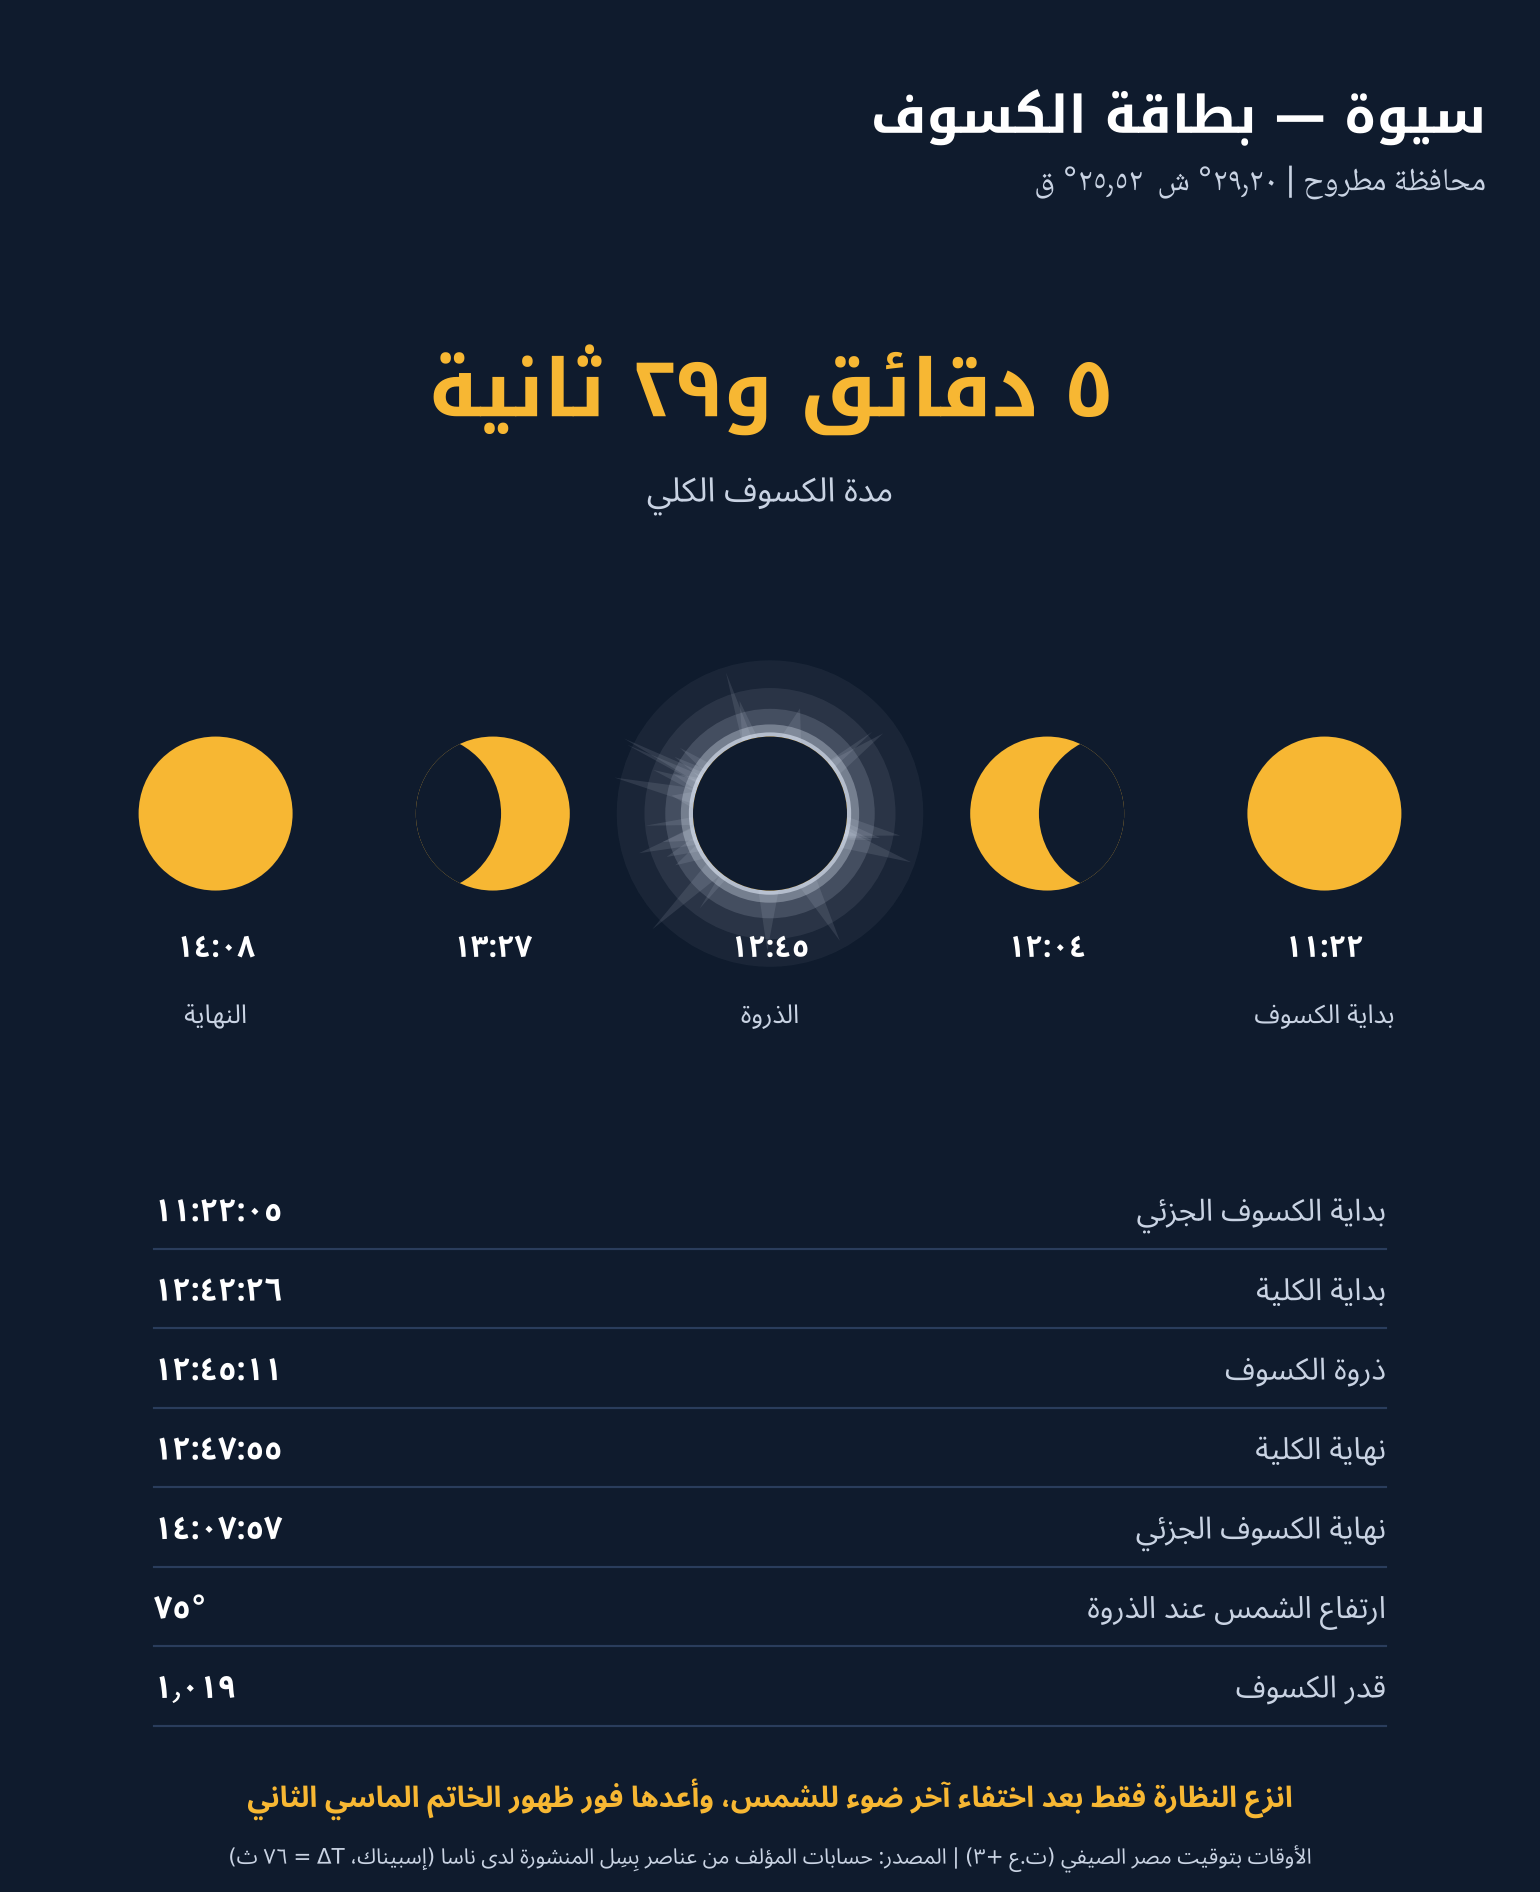 سيوة — بطاقة الكسوف
محافظة مطروح | ٢٩٫٢٠° ش ٢٥٫٥٢° ق
٥ دقائق و٢٩ ثانية
مدة الكسوف الكلي
١١:٢٢ ١٢:٠٤ ١٢:٤٥ ١٣:٢٧ ١٤:٠٨
بداية الكسوف الذروة النهاية
بداية الكسوف الجزئي ١١:٢٢:٠٥
بداية الكلية ١٢:٤٢:٢٦
ذروة الكسوف ١٢:٤٥:١١
نهاية الكلية ١٢:٤٧:٥٥
نهاية الكسوف الجزئي ١٤:٠٧:٥٧
ارتفاع الشمس عند الذروة ٧٥°
قدر الكسوف ١٫٠١٩
انزع النظارة فقط بعد اختفاء آخر ضوء للشمس، وأعدها فور ظهور الخاتم الماسي الثاني
الأوقات بتوقيت مصر الصيفي (ت.ع +٣) | المصدر: حسابات المؤلف من عناصر بِسِل المنشورة لدى ناسا (إسبيناك، ΔT = ٧٦ ث)